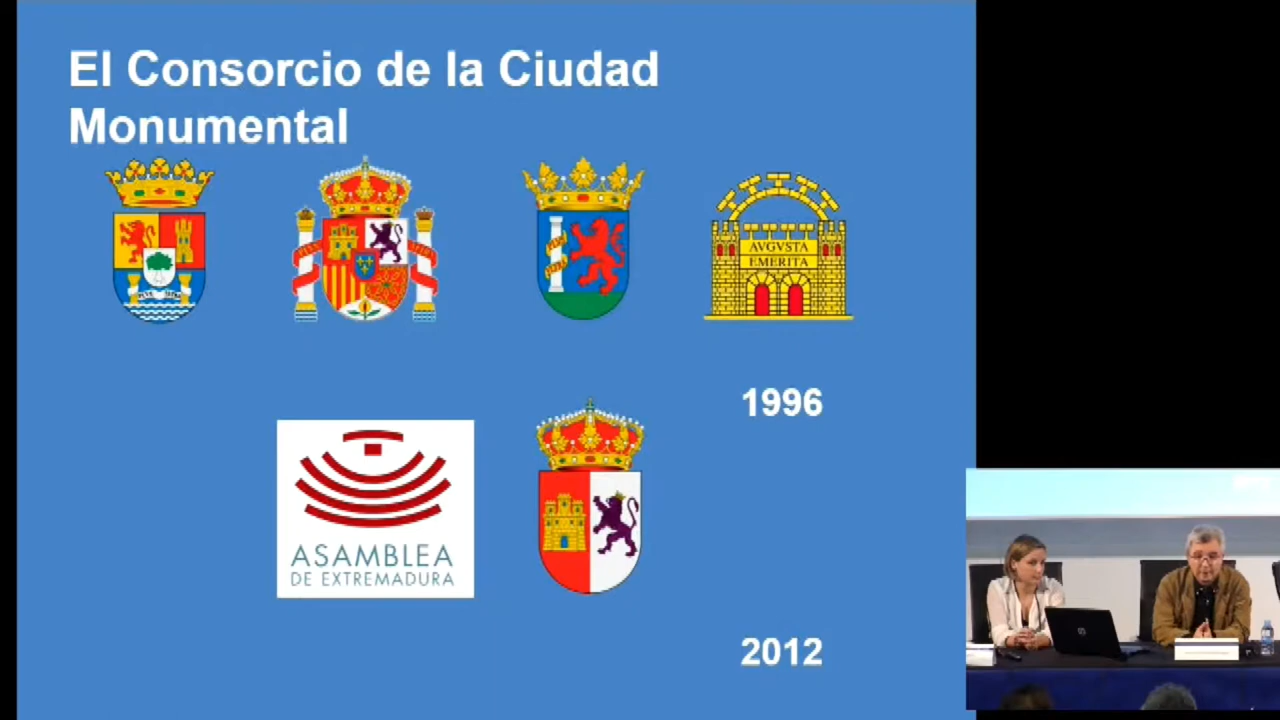 El Consorcio de la Ciudad
Monumental
AVGVSTA
EMERITA
1996
ASAMBLEA
DE EXTREMADURA
2012